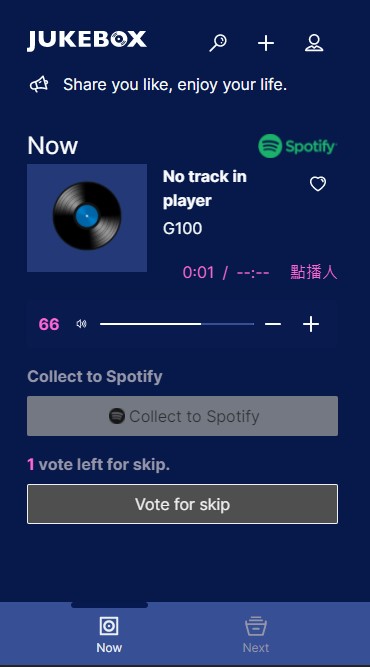 JUKEBOX
Share you like, enjoy your life.
Now
Spotify
No track in
player
G100
0:01 / --:-- 點播人
66
Collect to Spotify
Collect to Spotify
1 vote left for skip.
Vote for skip
Now Next